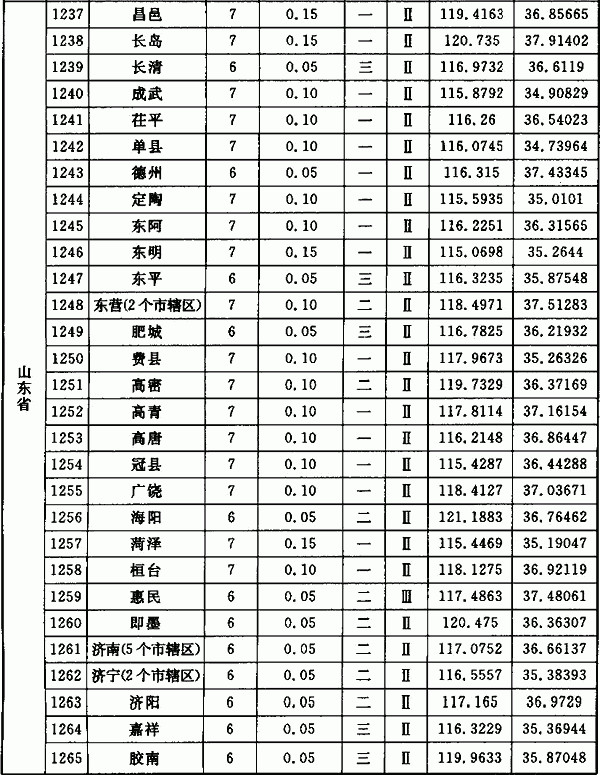 山东省
1237 昌邑 7 0.15 一 Ⅱ 119.4163 36.85665
1238 长岛 7 0.15 一 Ⅱ 120.735 37.91402
1239 长清 6 0.05 三 Ⅱ 116.9732 36.6119
1240 成武 7 0.10 一 Ⅱ 115.8792 34.90829
1241 茌平 7 0.10 一 Ⅱ 116.26 36.54023
1242 单县 7 0.10 一 Ⅱ 116.0745 34.73964
1243 德州 6 0.05 一 Ⅱ 116.315 37.43345
1244 定陶 7 0.10 一 Ⅱ 115.5935 35.0101
1245 东阿 7 0.10 一 Ⅱ 116.2251 36.31565
1246 东明 7 0.15 一 Ⅱ 115.0698 35.2644
1247 东平 6 0.05 三 Ⅱ 116.3235 35.87548
1248 东营(2个市辖区) 7 0.10 二 Ⅱ 118.4971 37.51283
1249 肥城 6 0.05 三 Ⅱ 116.7825 36.21932
1250 费县 7 0.10 一 Ⅱ 117.9673 35.26326
1251 高密 7 0.10 二 Ⅱ 119.7329 36.37169
1252 高青 7 0.10 一 Ⅱ 117.8114 37.16154
1253 高唐 7 0.10 一 Ⅱ 116.2148 36.86447
1254 冠县 7 0.10 一 Ⅱ 115.4287 36.44288
1255 广饶 7 0.10 一 Ⅱ 118.4127 37.03671
1256 海阳 6 0.05 二 Ⅱ 121.1883 36.76462
1257 菏泽 7 0.15 一 Ⅱ 115.4469 35.19047
1258 桓台 7 0.10 一 Ⅱ 118.1275 36.92119
1259 惠民 6 0.05 二 Ⅲ 117.4863 37.48061
1260 即墨 6 0.05 二 Ⅱ 120.475 36.36307
1261 济南(5个市辖区) 6 0.05 二 Ⅱ 117.0752 36.66137
1262 济宁(2个市辖区) 6 0.05 二 Ⅱ 116.5557 35.38393
1263 济阳 6 0.05 二 Ⅱ 117.165 36.9729
1264 嘉祥 6 0.05 三 Ⅱ 116.3229 35.36944
1265 胶南 6 0.05 三 Ⅱ 119.9633 35.87048